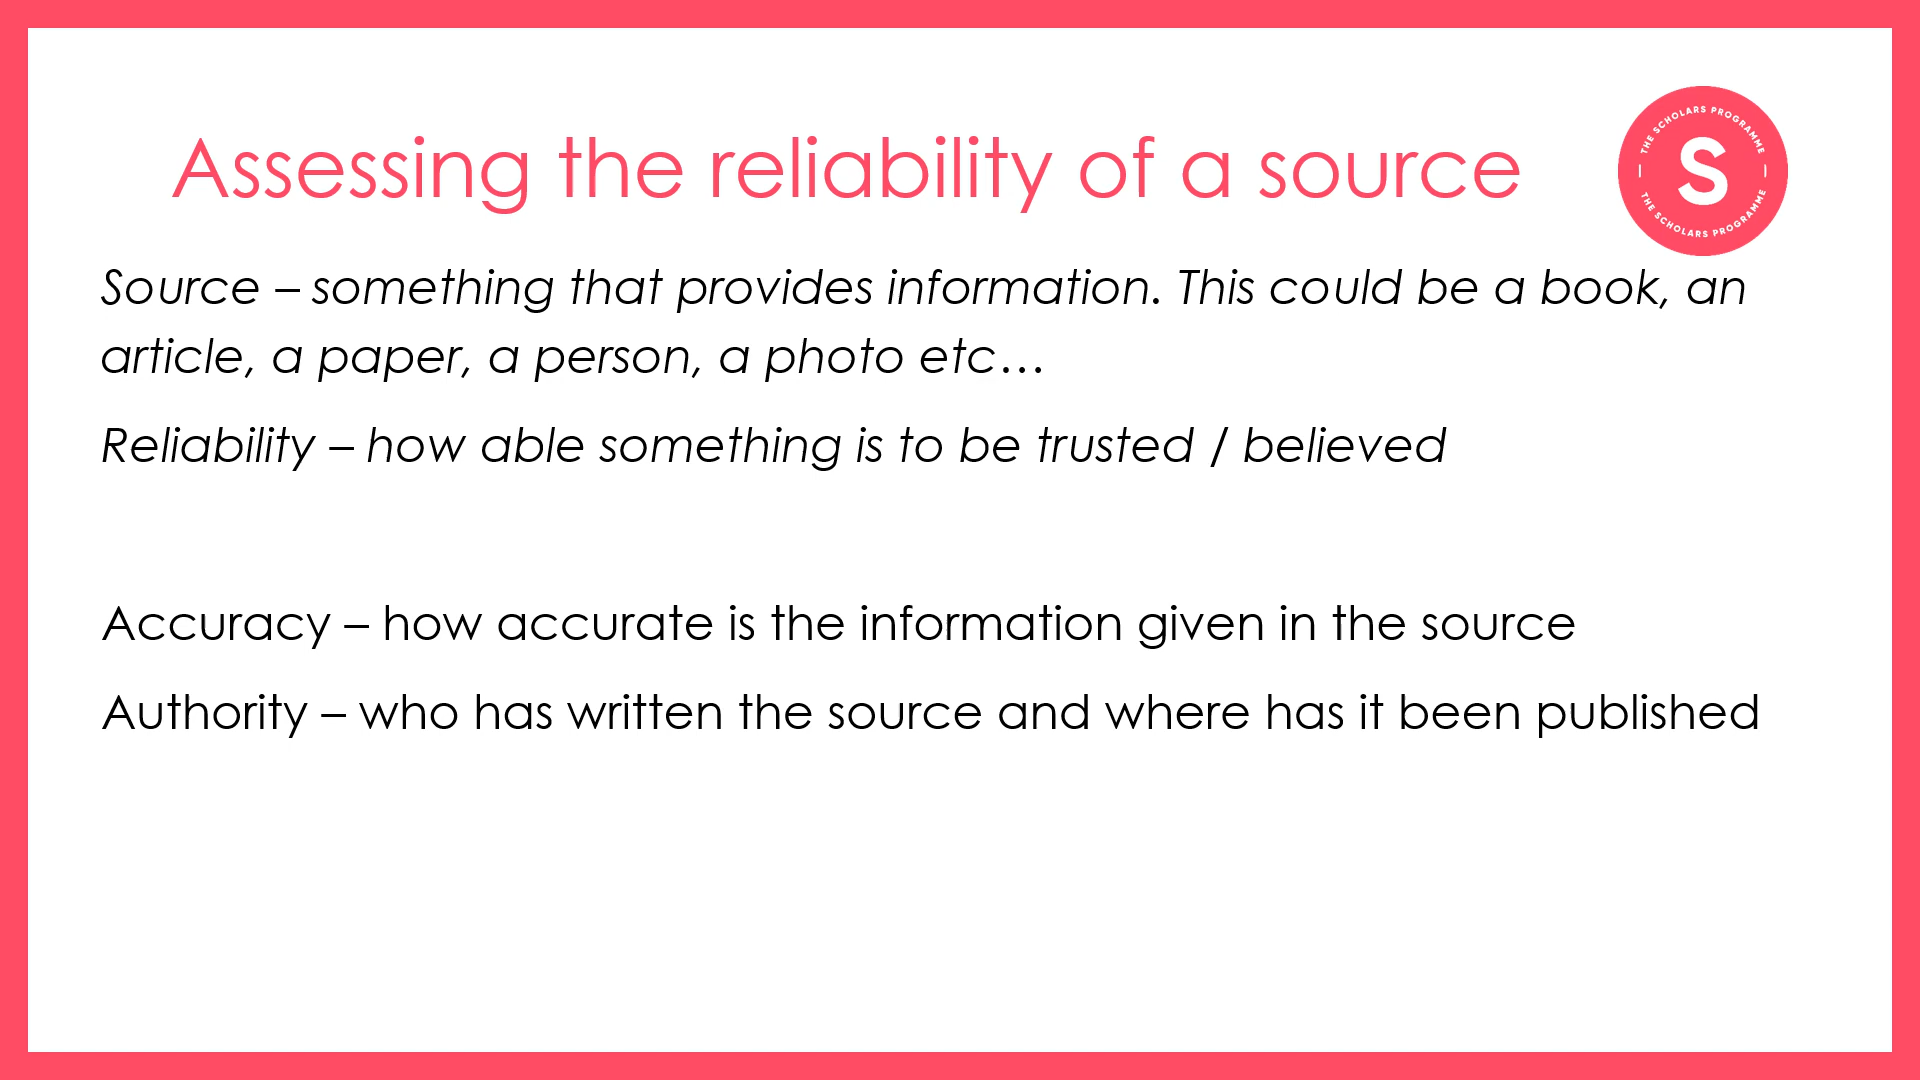 Assessing the reliability of a source
THE SCHOLARS PROGRAMME
S
THE SCHOLARS PROGRAMME
Source – something that provides information. This could be a book, an
article, a paper, a person, a photo etc…
Reliability – how able something is to be trusted / believed
Accuracy – how accurate is the information given in the source
Authority – who has written the source and where has it been published